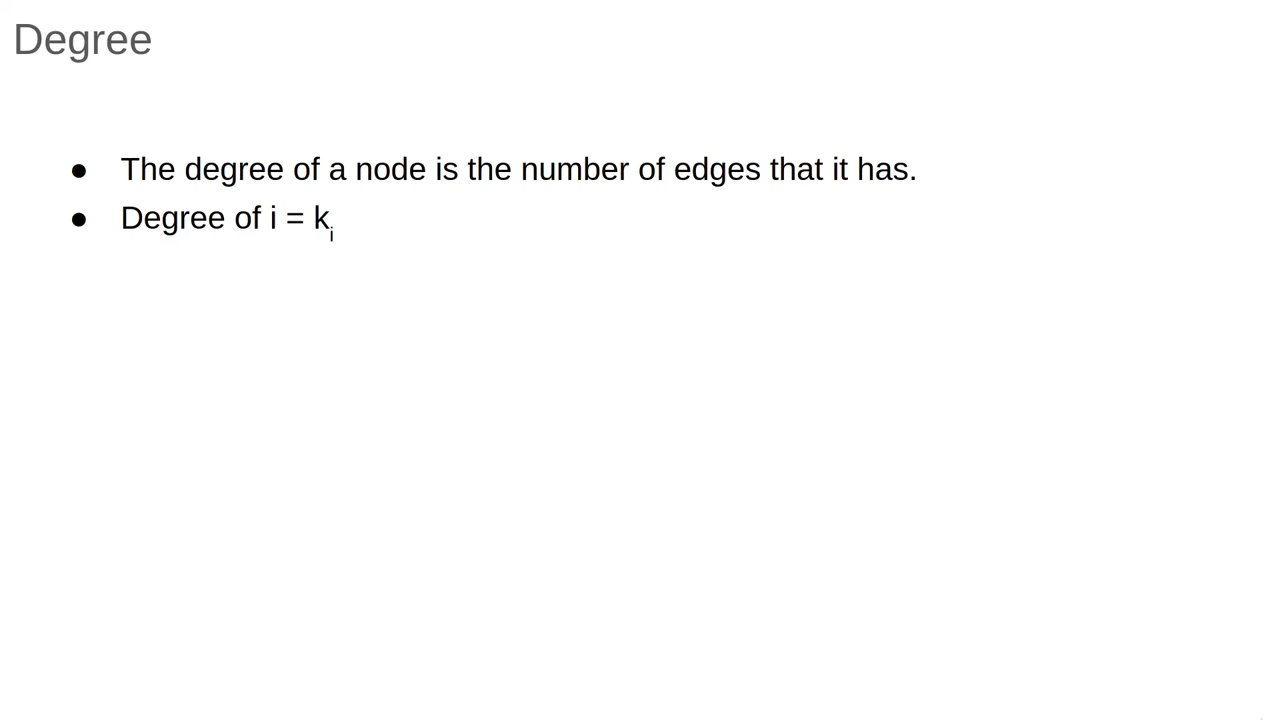 Degree
● The degree of a node is the number of edges that it has.
● Degree of i = kᵢ